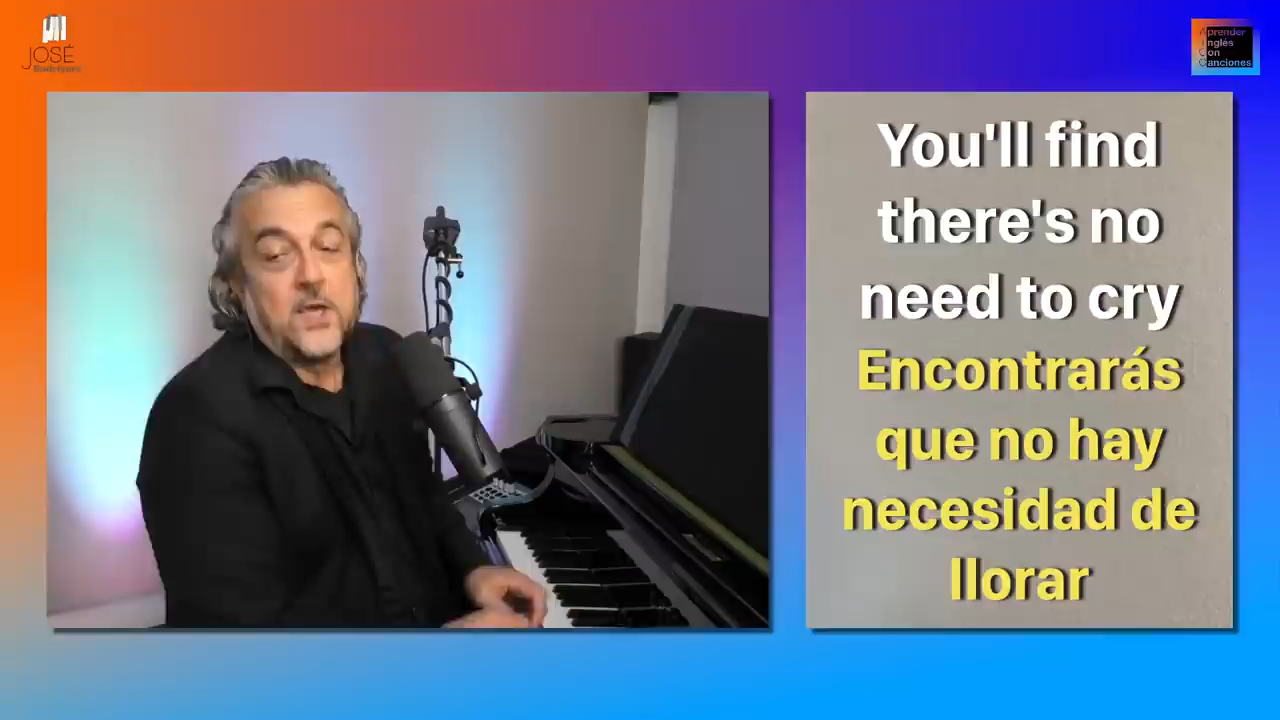 JOSÉ
Rodríguez
Aprender
Inglés
Con
Canciones
You'll find
there's no
need to cry
Encontrarás
que no hay
necesidad de
llorar